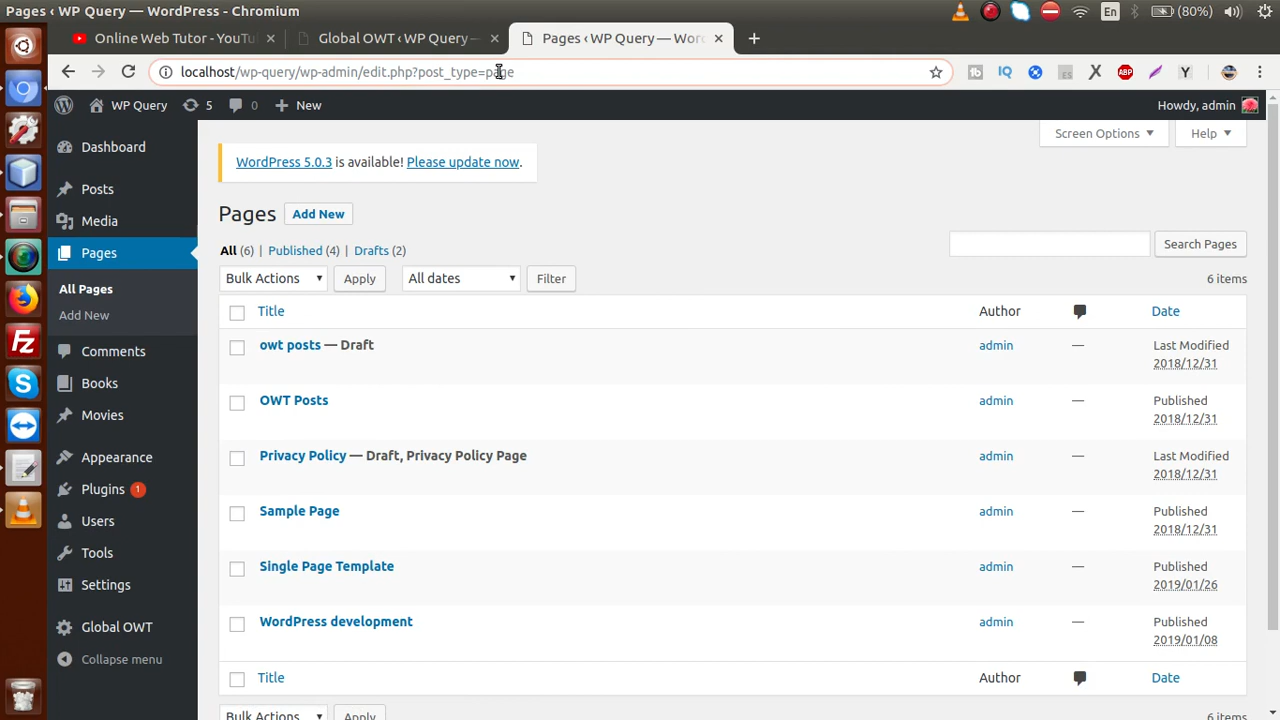 Pages ‹ WP Query — WordPress - Chromium
En
(80%)
Online Web Tutor - YouTu
Global OWT ‹ WP Query —
Pages ‹ WP Query — Wor
localhost/wp-query/wp-admin/edit.php?post_type=page
IQ
ABP
Y
WP Query
5
0
New
Howdy, admin
Dashboard
Posts
Media
Pages
All Pages
Add New
Comments
Books
Movies
Appearance
Plugins 1
Users
Tools
Settings
Global OWT
Collapse menu
Screen Options
Help
WordPress 5.0.3 is available! Please update now.
Pages
Add New
All (6) | Published (4) | Drafts (2)
Search Pages
Bulk Actions
Apply
All dates
Filter
6 items
Title
Author
Date
owt posts — Draft
admin
—
Last Modified
2018/12/31
OWT Posts
admin
—
Published
2018/12/31
Privacy Policy — Draft, Privacy Policy Page
admin
—
Last Modified
2018/12/31
Sample Page
admin
—
Published
2018/12/31
Single Page Template
admin
—
Published
2019/01/26
WordPress development
admin
—
Published
2019/01/08
Title
Author
Date
Bulk Actions
Apply
6 items